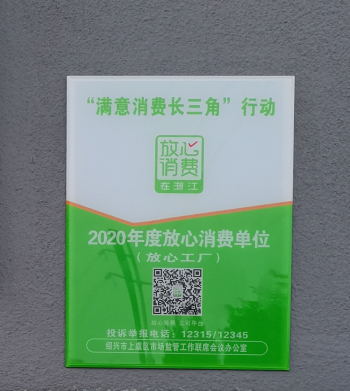 “满意消费长三角”行动
放心
消费
在浙江
2020年度放心消费单位
(放心工厂)
投诉举报电话：12315/12345
绍兴市上虞区市场监管工作联席会议办公室